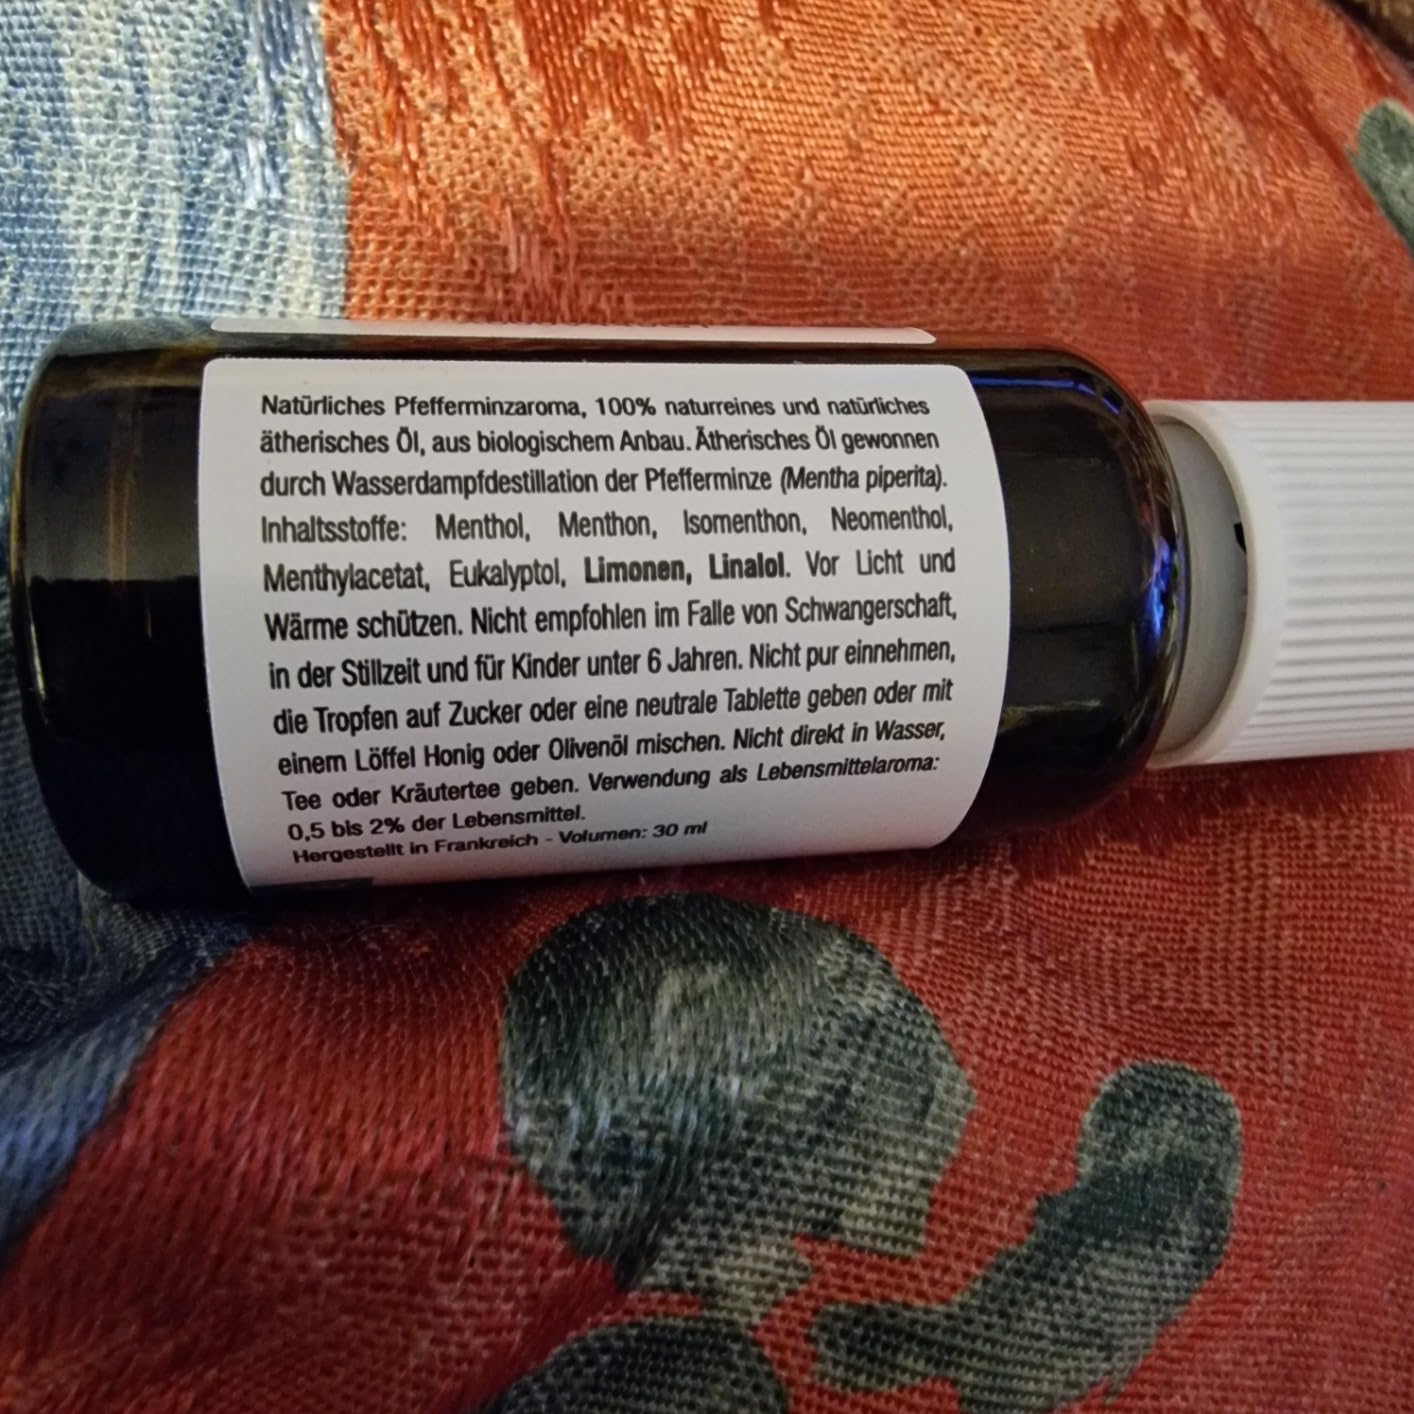 Natürliches Pfefferminzaroma, 100% naturreines und natürliches
ätherisches Öl, aus biologischem Anbau. Ätherisches Öl gewonnen
durch Wasserdampfdestillation der Pfefferminze (Mentha piperita).
Inhaltsstoffe: Menthol, Menthon, Isomenthon, Neomenthol,
Menthylacetat, Eukalyptol, Limonen, Linalol. Vor Licht und
Wärme schützen. Nicht empfohlen im Falle von Schwangerschaft,
in der Stillzeit und für Kinder unter 6 Jahren. Nicht pur einnehmen,
die Tropfen auf Zucker oder eine neutrale Tablette geben oder mit
einem Löffel Honig oder Olivenöl mischen. Nicht direkt in Wasser,
Tee oder Kräutertee geben. Verwendung als Lebensmittelaroma:
0,5 bis 2% der Lebensmittel.
Hergestellt in Frankreich - Volumen: 30 ml